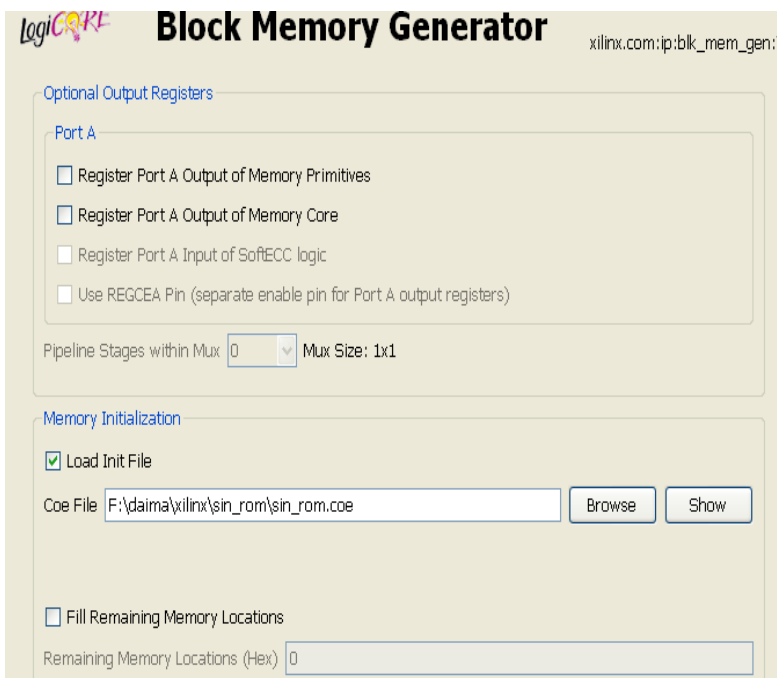 LogiCORE
Block Memory Generator
xilinx.com:ip:blk_mem_gen:
Optional Output Registers
Port A
Register Port A Output of Memory Primitives
Register Port A Output of Memory Core
Register Port A Input of SoftECC logic
Use REGCEA Pin (separate enable pin for Port A output registers)
Pipeline Stages within Mux 0 Mux Size: 1x1
Memory Initialization
Load Init File
Coe File F:\daima\xilinx\sin_rom\sin_rom.coe Browse Show
Fill Remaining Memory Locations
Remaining Memory Locations (Hex) 0